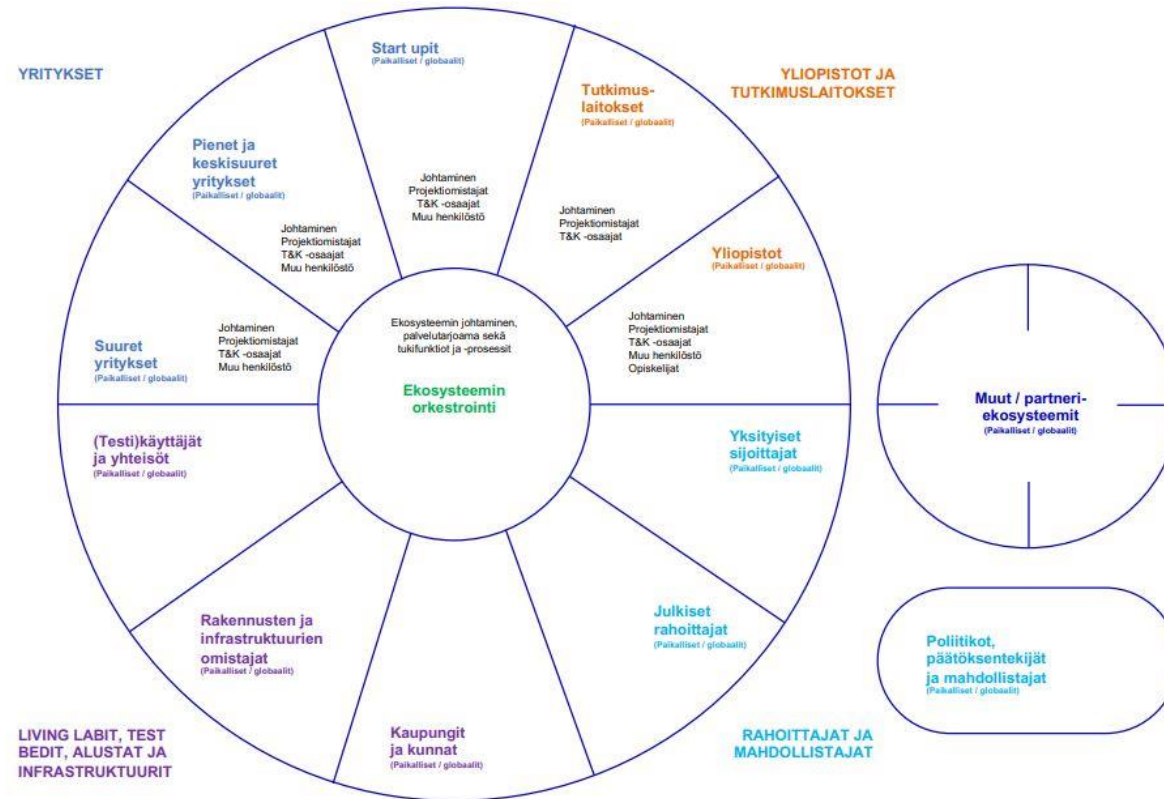 YRITYKSET
Start upit
(Paikalliset / globaalit)
YLIOPISTOT JA
TUTKIMUSLAITOKSET
Tutkimus-
laitokset
(Paikalliset / globaalit)
Pienet ja
keskisuuret
yritykset
(Paikalliset / globaalit)
Johtaminen
Projektiomistajat
T&K -osaajat
Muu henkilöstö
Johtaminen
Projektiomistajat
T&K -osaajat
Muu henkilöstö
Johtaminen
Projektiomistajat
T&K -osaajat
Yliopistot
(Paikalliset / globaalit)
Suuret
yritykset
(Paikalliset / globaalit)
Johtaminen
Projektiomistajat
T&K -osaajat
Muu henkilöstö
Ekosysteemin johtaminen,
palvelutarjoama sekä
tukifunktiot ja -prosessit
Ekosysteemin
orkestrointi
Johtaminen
Projektiomistajat
T&K -osaajat
Muu henkilöstö
Opiskelijat
Muut / partneri-
ekosysteemit
(Paikalliset / globaalit)
(Testi)käyttäjät
ja yhteisöt
(Paikalliset / globaalit)
Yksityiset
sijoittajat
(Paikalliset / globaalit)
Rakennusten ja
infrastruktuurien
omistajat
(Paikalliset / globaalit)
Julkiset
rahoittajat
(Paikalliset / globaalit)
Poliitikot,
päätöksentekijät
ja mahdollistajat
(Paikalliset / globaalit)
LIVING LABIT, TEST
BEDIT, ALUSTAT JA
INFRASTRUKTUURIT
Kaupungit
ja kunnat
(Paikalliset / globaalit)
RAHOITTAJAT JA
MAHDOLLISTAJAT